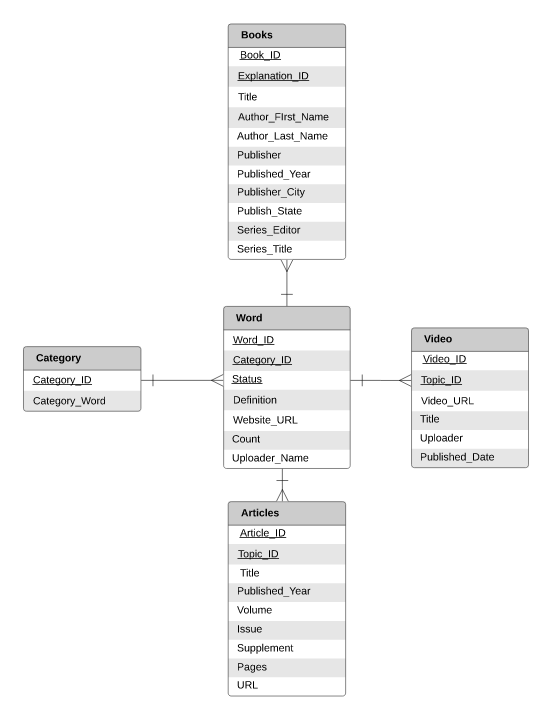 Books
Book_ID
Explanation_ID
Title
Author_FIrst_Name
Author_Last_Name
Publisher
Published_Year
Publisher_City
Publish_State
Series_Editor
Series_Title
Word
Word_ID
Category_ID
Status
Definition
Website_URL
Count
Uploader_Name
Category
Category_ID
Category_Word
Video
Video_ID
Topic_ID
Video_URL
Title
Uploader
Published_Date
Articles
Article_ID
Topic_ID
Title
Published_Year
Volume
Issue
Supplement
Pages
URL